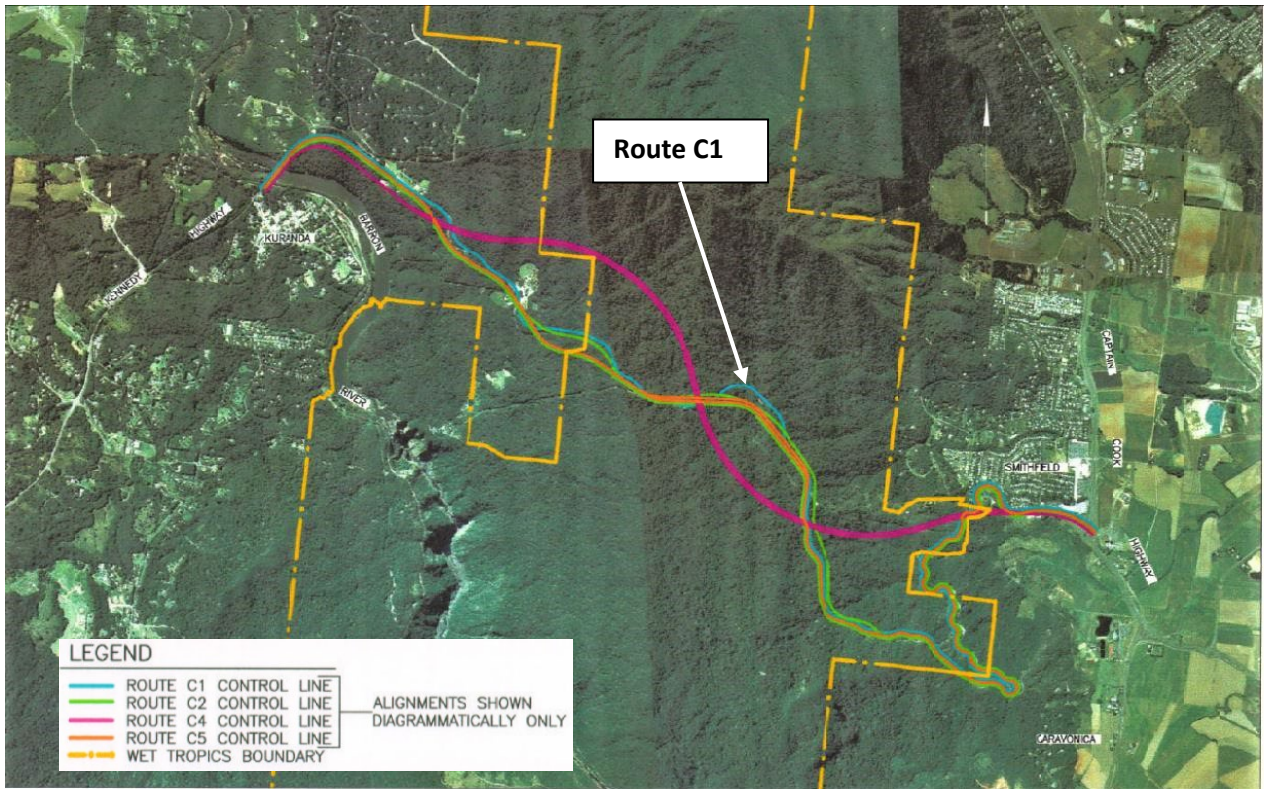 Route C1
KURANDA
BARRON
HIGHWAY
KENNEDY
RIVER
CAPTAIN
COOK
SMITHFELD
HIGHWAY
CARAVONICA
LEGEND
ROUTE C1 CONTROL LINE
ROUTE C2 CONTROL LINE
ROUTE C4 CONTROL LINE
ROUTE C5 CONTROL LINE
WET TROPICS BOUNDARY
ALIGNMENTS SHOWN
DIAGRAMMATICALLY ONLY